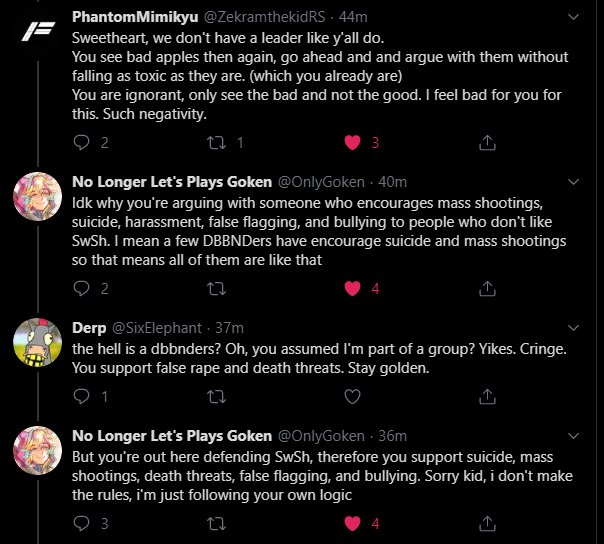 PhantomMimikyu @ZekramthekidRS · 44m
Sweetheart, we don't have a leader like y'all do.
You see bad apples then again, go ahead and and argue with them without
falling as toxic as they are. (which you already are)
You are ignorant, only see the bad and not the good. I feel bad for you for
this. Such negativity.
2 1 3
No Longer Let's Plays Goken @OnlyGoken · 40m
Idk why you're arguing with someone who encourages mass shootings,
suicide, harassment, false flagging, and bullying to people who don't like
SwSh. I mean a few DBBNDers have encourage suicide and mass shootings
so that means all of them are like that
2 4
Derp @SixElephant · 37m
the hell is a dbbnders? Oh, you assumed I'm part of a group? Yikes. Cringe.
You support false rape and death threats. Stay golden.
1
No Longer Let's Plays Goken @OnlyGoken · 36m
But you're out here defending SwSh, therefore you support suicide, mass
shootings, death threats, false flagging, and bullying. Sorry kid, i don't make
the rules, i'm just following your own logic
3 4